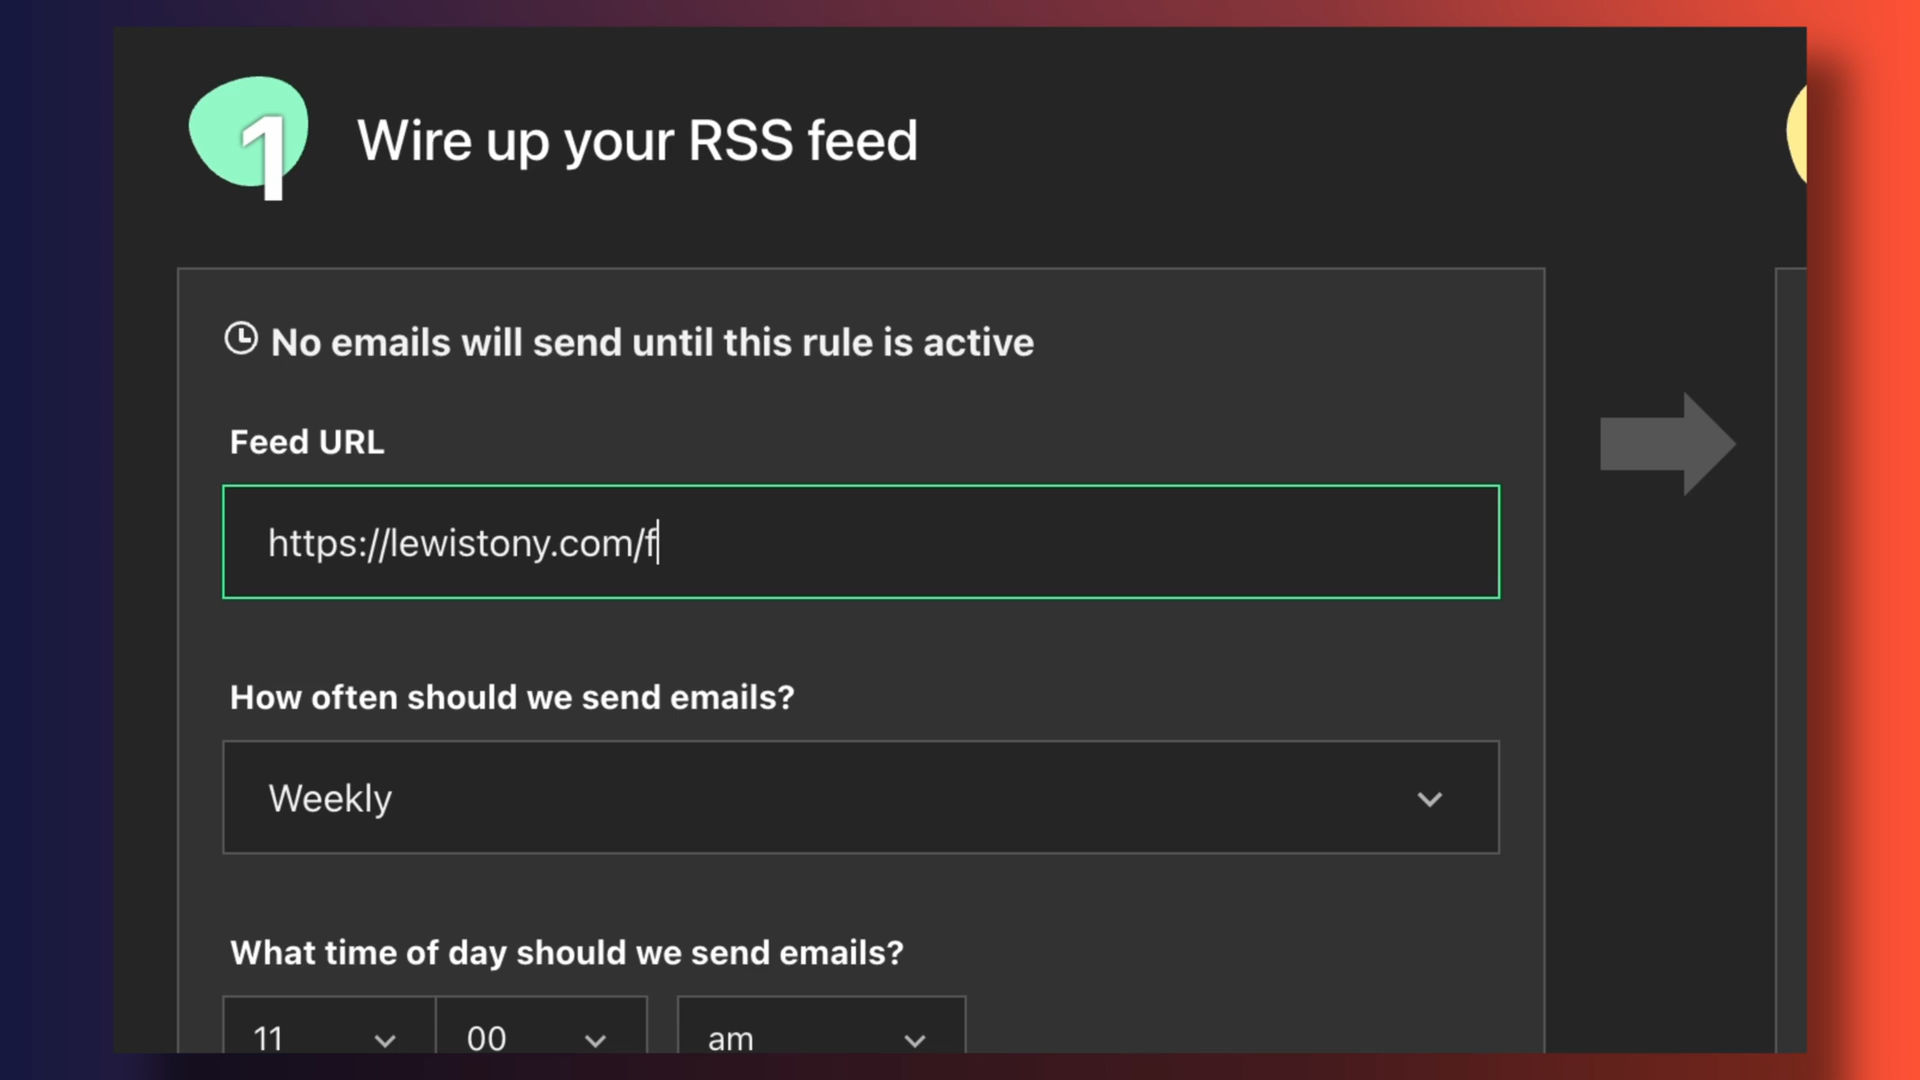 1
Wire up your RSS feed
No emails will send until this rule is active
Feed URL
https://lewistony.com/f
How often should we send emails?
Weekly
What time of day should we send emails?
11 00 am